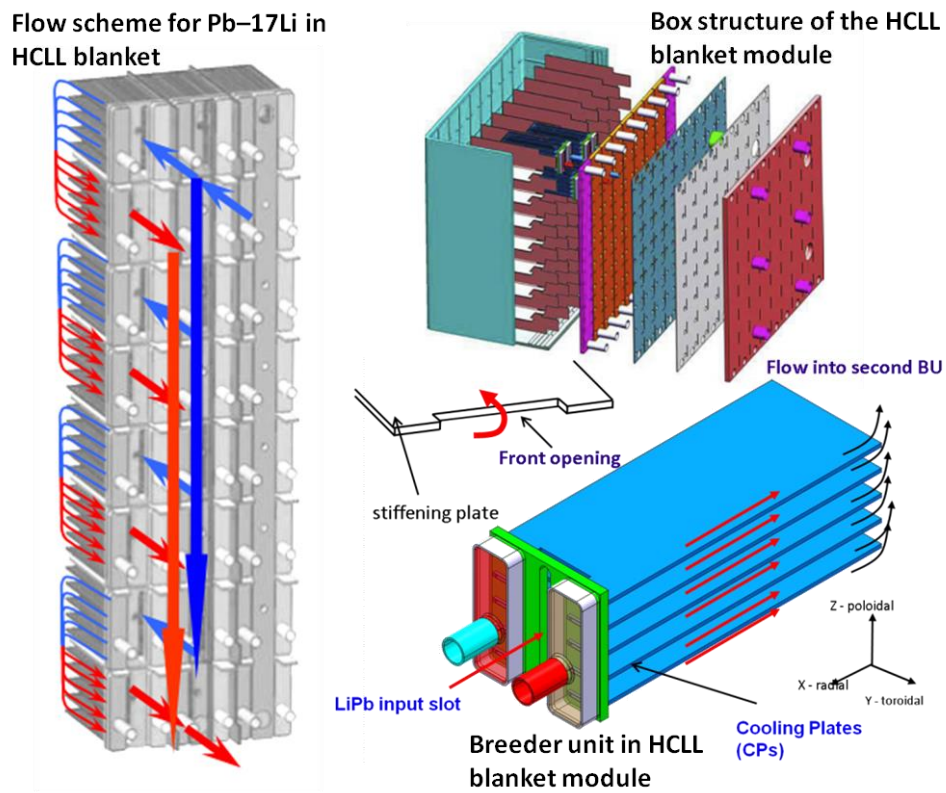 Flow scheme for Pb–17Li in
HCLL blanket
Box structure of the HCLL
blanket module
Flow into second BU
Front opening
stiffening plate
Z - poloidal
X - radial
Y - toroidal
LiPb input slot
Cooling Plates
(CPs)
Breeder unit in HCLL
blanket module